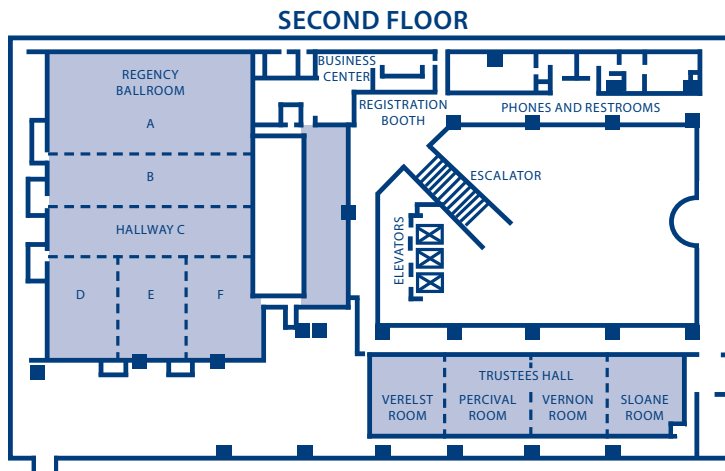 SECOND FLOOR
BUSINESS
CENTER
REGENCY
BALLROOM
A
REGISTRATION
BOOTH
PHONES AND RESTROOMS
B
ESCALATOR
HALLWAY C
ELEVATORS
D
E
F
TRUSTEES HALL
VERELST
ROOM
PERCIVAL
ROOM
VERNON
ROOM
SLOANE
ROOM